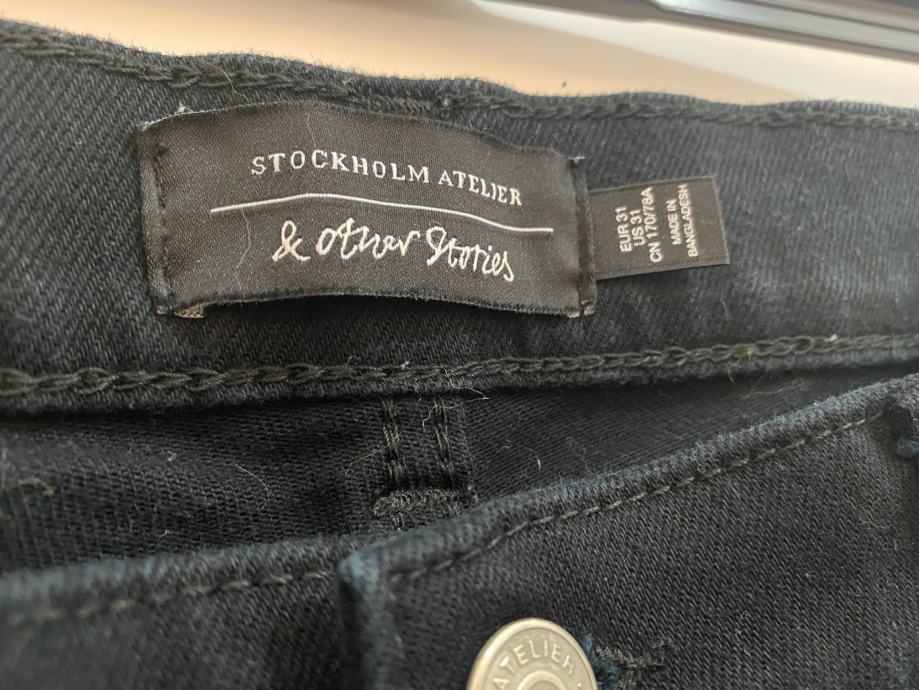 STOCKHOLM ATELIER
& other Stories
EUR 31
US 31
CN 170/78A
MADE IN
BANGLADESH
ATELIER